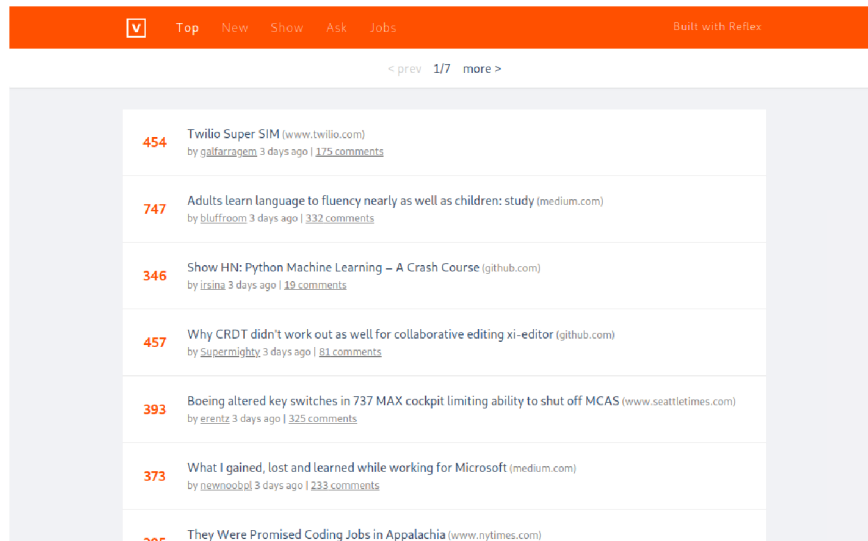 V Top New Show Ask Jobs Built with Reflex
< prev 1/7 more >
454
Twilio Super SIM (www.twilio.com)
by galfarragem 3 days ago | 175 comments
747
Adults learn language to fluency nearly as well as children: study (medium.com)
by bluffroom 3 days ago | 332 comments
346
Show HN: Python Machine Learning – A Crash Course (github.com)
by irsina 3 days ago | 19 comments
457
Why CRDT didn't work out as well for collaborative editing xi-editor (github.com)
by Supermighty 3 days ago | 81 comments
393
Boeing altered key switches in 737 MAX cockpit limiting ability to shut off MCAS (www.seattletimes.com)
by erentz 3 days ago | 325 comments
373
What I gained, lost and learned while working for Microsoft (medium.com)
by newnoobpl 3 days ago | 233 comments
They Were Promised Coding Jobs in Appalachia (www.nytimes.com)